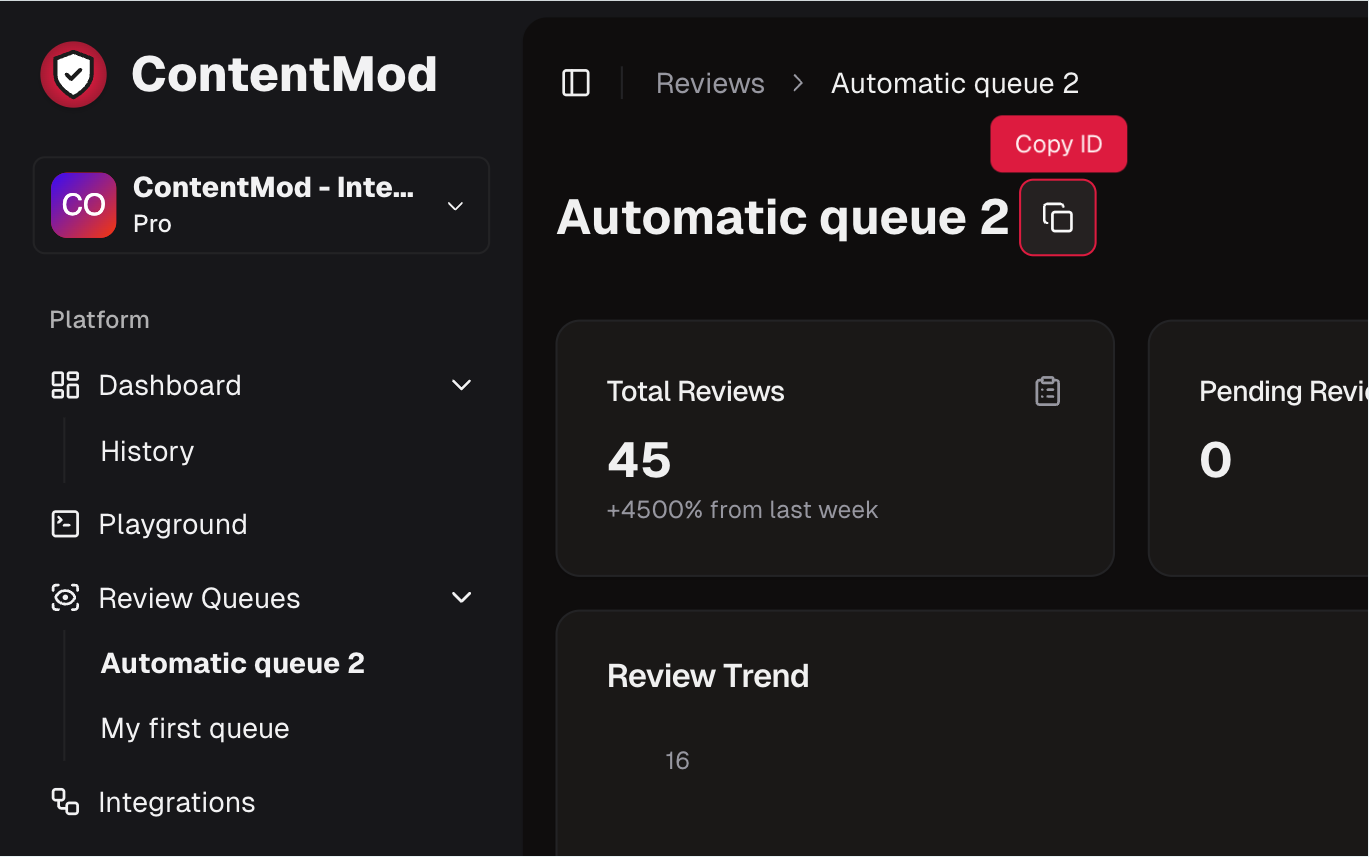 ContentMod
CO
ContentMod - Inte...
Pro
Platform
Dashboard
History
Playground
Review Queues
Automatic queue 2
My first queue
Integrations
Reviews > Automatic queue 2
Copy ID
Automatic queue 2
Total Reviews
45
+4500% from last week
Pending Revie
0
Review Trend
16